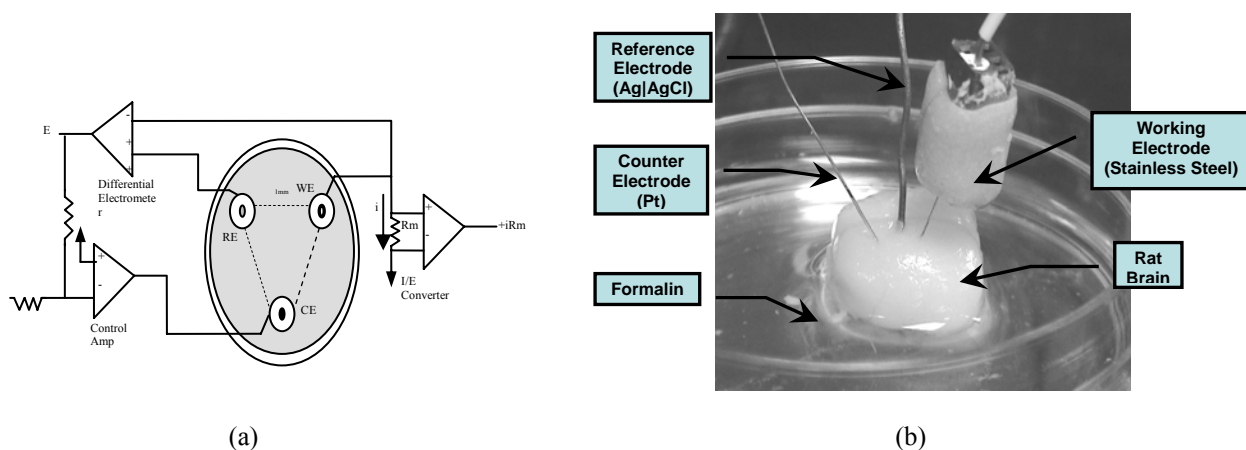 E
-
+
+
Differential
Electromete
r
1mm
WE
RE
CE
i
Rm
+
-
+iRm
I/E
Converter
+
-
Control
Amp
(a)
Reference
Electrode
(Ag|AgCl)
Counter
Electrode
(Pt)
Formalin
Working
Electrode
(Stainless Steel)
Rat
Brain
(b)